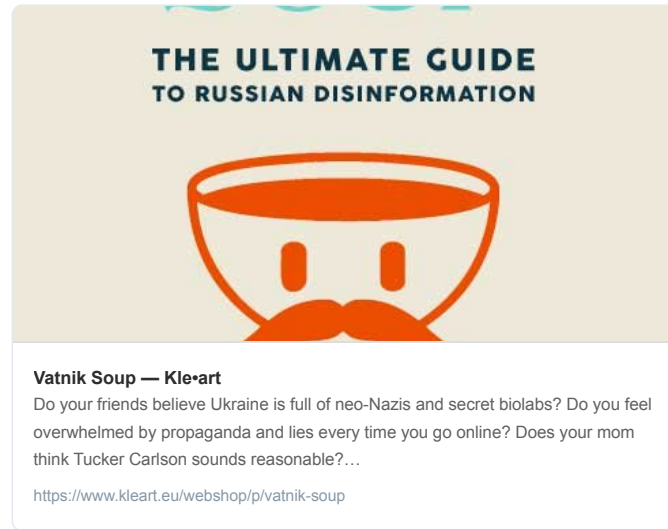 THE ULTIMATE GUIDE
TO RUSSIAN DISINFORMATION
Vatnik Soup — Kle•art
Do your friends believe Ukraine is full of neo-Nazis and secret biolabs? Do you feel
overwhelmed by propaganda and lies every time you go online? Does your mom
think Tucker Carlson sounds reasonable?…
https://www.kleart.eu/webshop/p/vatnik-soup